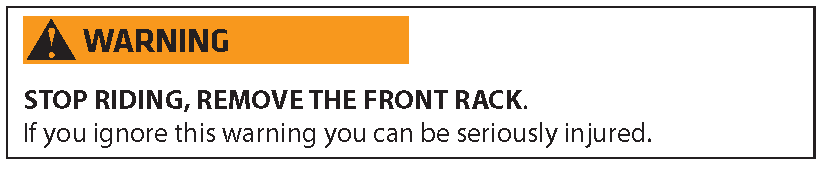 WARNING
STOP RIDING, REMOVE THE FRONT RACK.
If you ignore this warning you can be seriously injured.